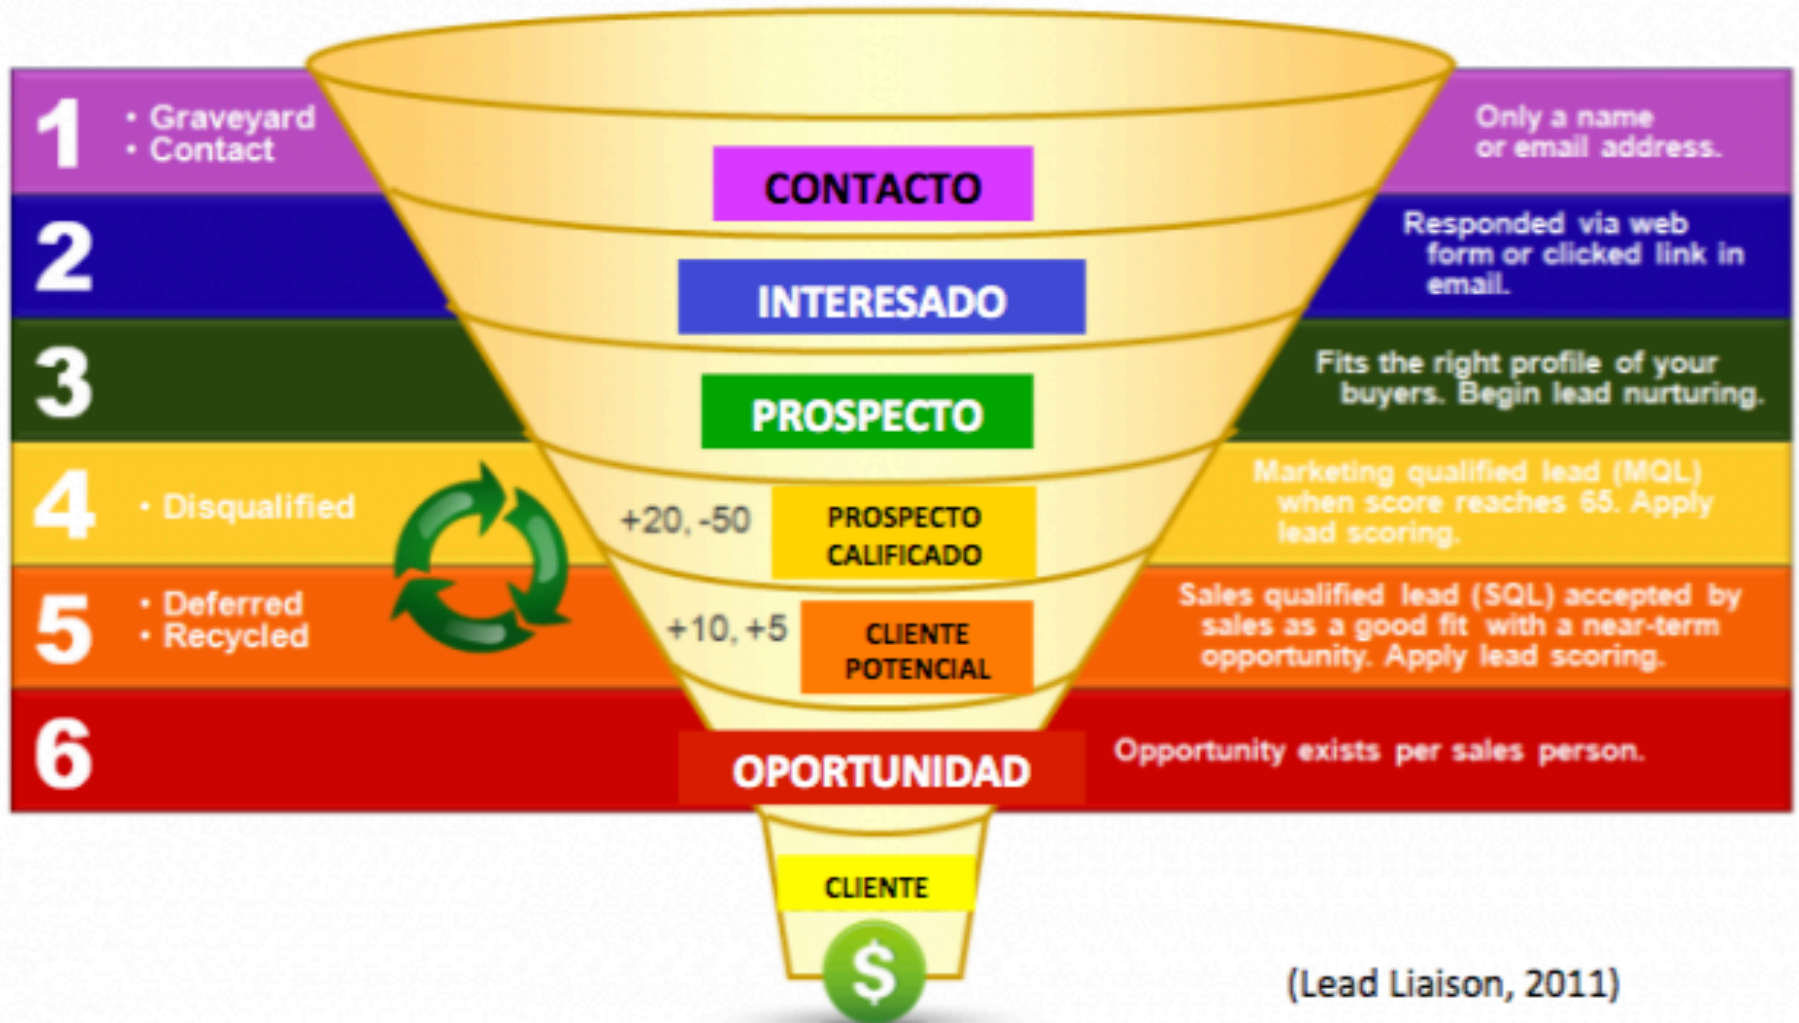 1
• Graveyard
• Contact
CONTACTO
Only a name
or email address.
2
INTERESADO
Responded via web
form or clicked link in
email.
3
PROSPECTO
Fits the right profile of your
buyers. Begin lead nurturing.
4
• Disqualified
+20, -50
PROSPECTO
CALIFICADO
Marketing qualified lead (MQL)
when score reaches 65. Apply
lead scoring.
5
• Deferred
• Recycled
+10, +5
CLIENTE
POTENCIAL
Sales qualified lead (SQL) accepted by
sales as a good fit with a near-term
opportunity. Apply lead scoring.
6
OPORTUNIDAD
Opportunity exists per sales person.
CLIENTE
$
(Lead Liaison, 2011)